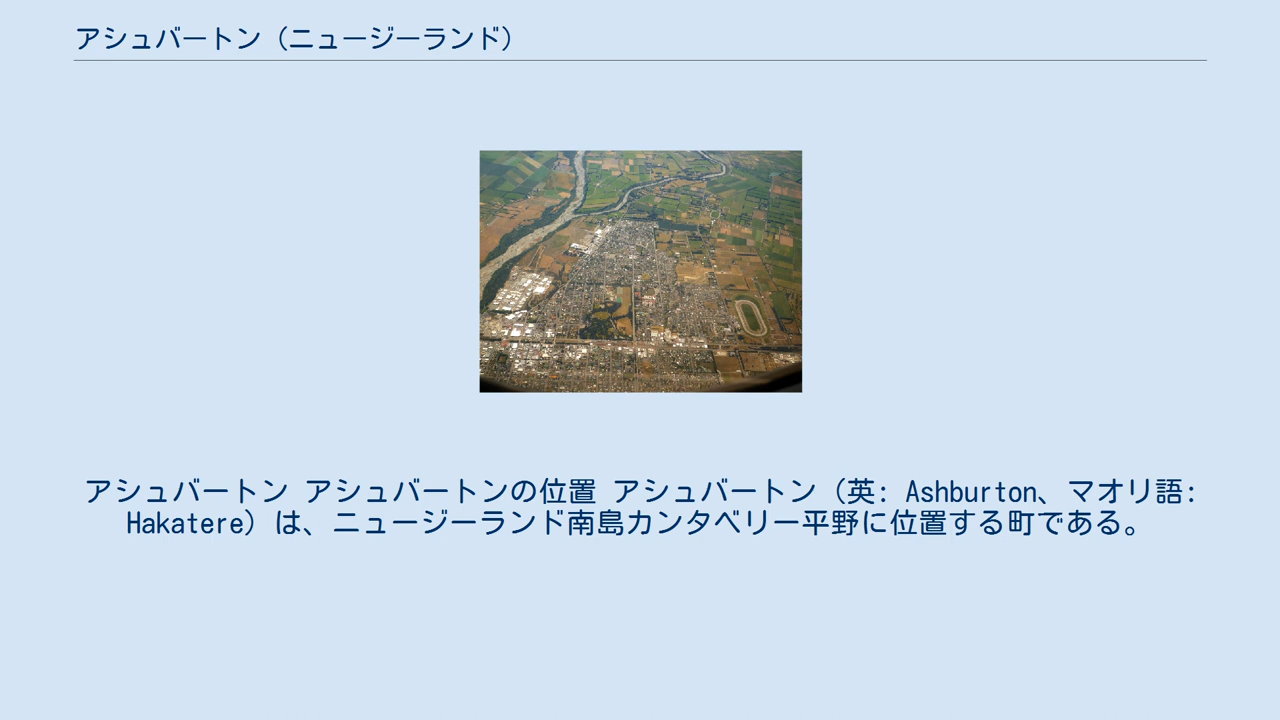 アシュバートン（ニュージーランド）
アシュバートン アシュバートンの位置 アシュバートン（英: Ashburton、マオリ語:
Hakatere）は、ニュージーランド南島カンタベリー平野に位置する町である。